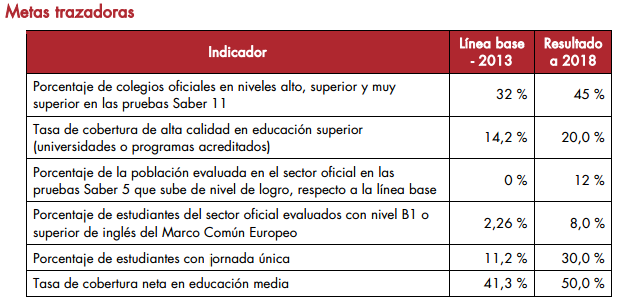 Metas trazadoras
Indicador
Línea base
- 2013
Resultado
a 2018
Porcentaje de colegios oficiales en niveles alto, superior y muy
superior en las pruebas Saber 11
32 %
45 %
Tasa de cobertura de alta calidad en educación superior
(universidades o programas acreditados)
14,2 %
20,0 %
Porcentaje de la población evaluada en el sector oficial en las
pruebas Saber 5 que sube de nivel de logro, respecto a la línea base
0 %
12 %
Porcentaje de estudiantes del sector oficial evaluados con nivel B1 o
superior de inglés del Marco Común Europeo
2,26 %
8,0 %
Porcentaje de estudiantes con jornada única
11,2 %
30,0 %
Tasa de cobertura neta en educación media
41,3 %
50,0 %